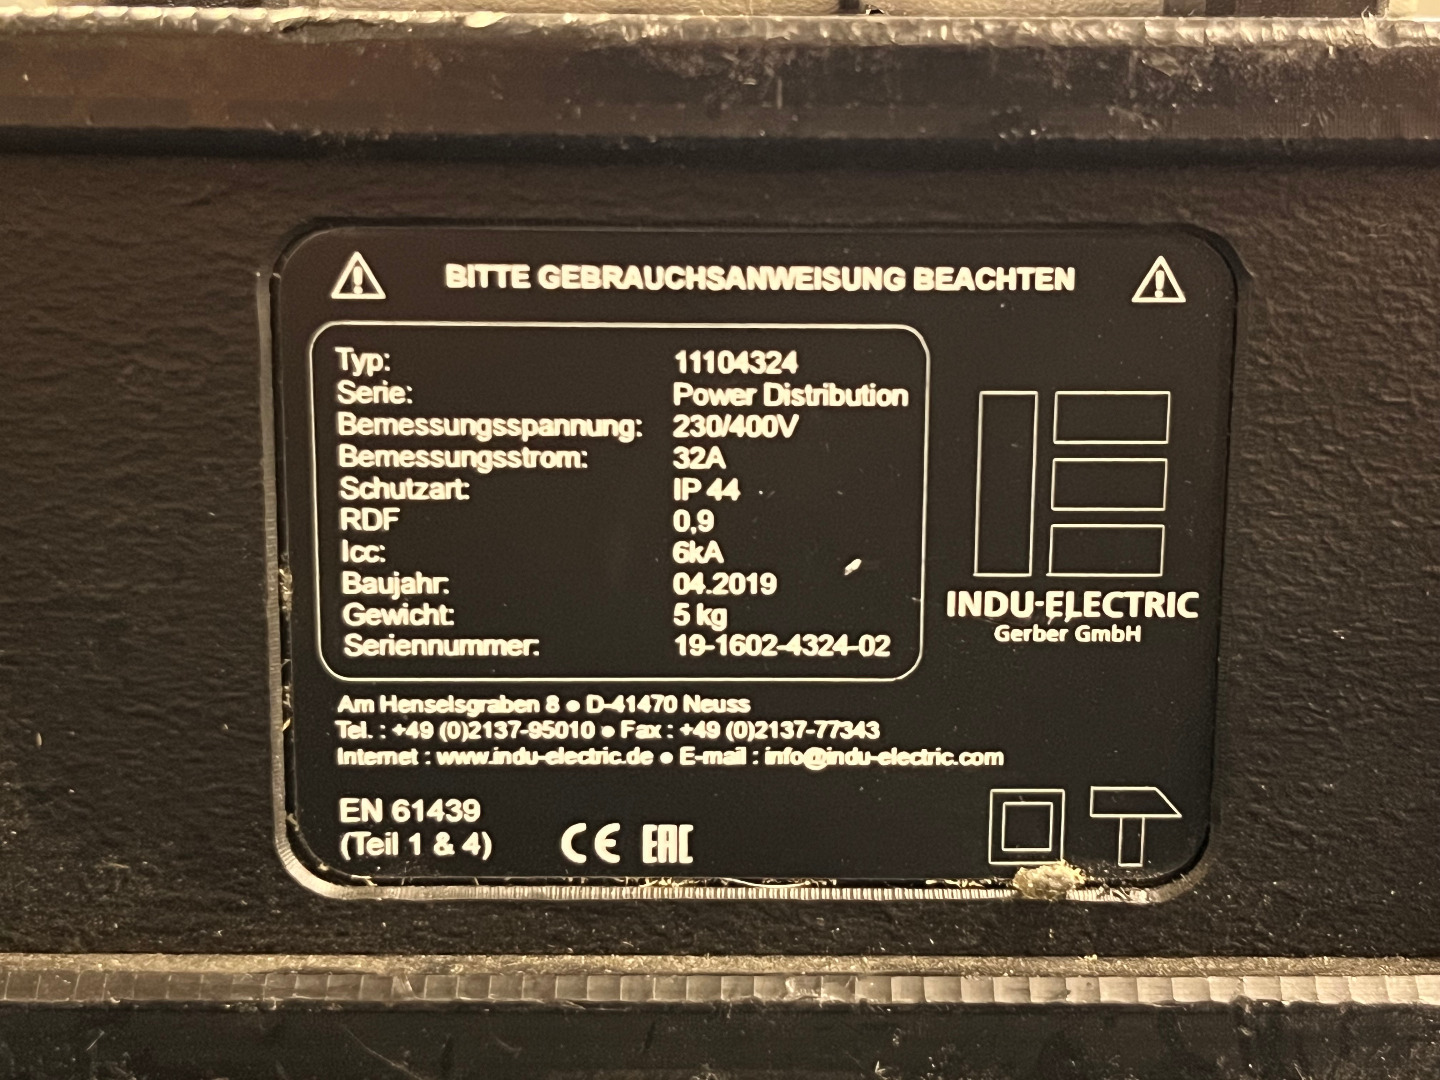 BITTE GEBRAUCHSANWEISUNG BEACHTEN
Typ: 11104324
Serie: Power Distribution
Bemessungsspannung: 230/400V
Bemessungsstrom: 32A
Schutzart: IP 44
RDF 0,9
Icc: 6kA
Baujahr: 04.2019
Gewicht: 5 kg
Seriennummer: 19-1602-4324-02
INDU-ELECTRIC
Gerber GmbH
Am Henselsgraben 8 ● D-41470 Neuss
Tel. : +49 (0)2137-95010 ● Fax : +49 (0)2137-77343
Internet : www.indu-electric.de ● E-mail : info@indu-electric.com
EN 61439
(Teil 1 & 4)
CE EAC